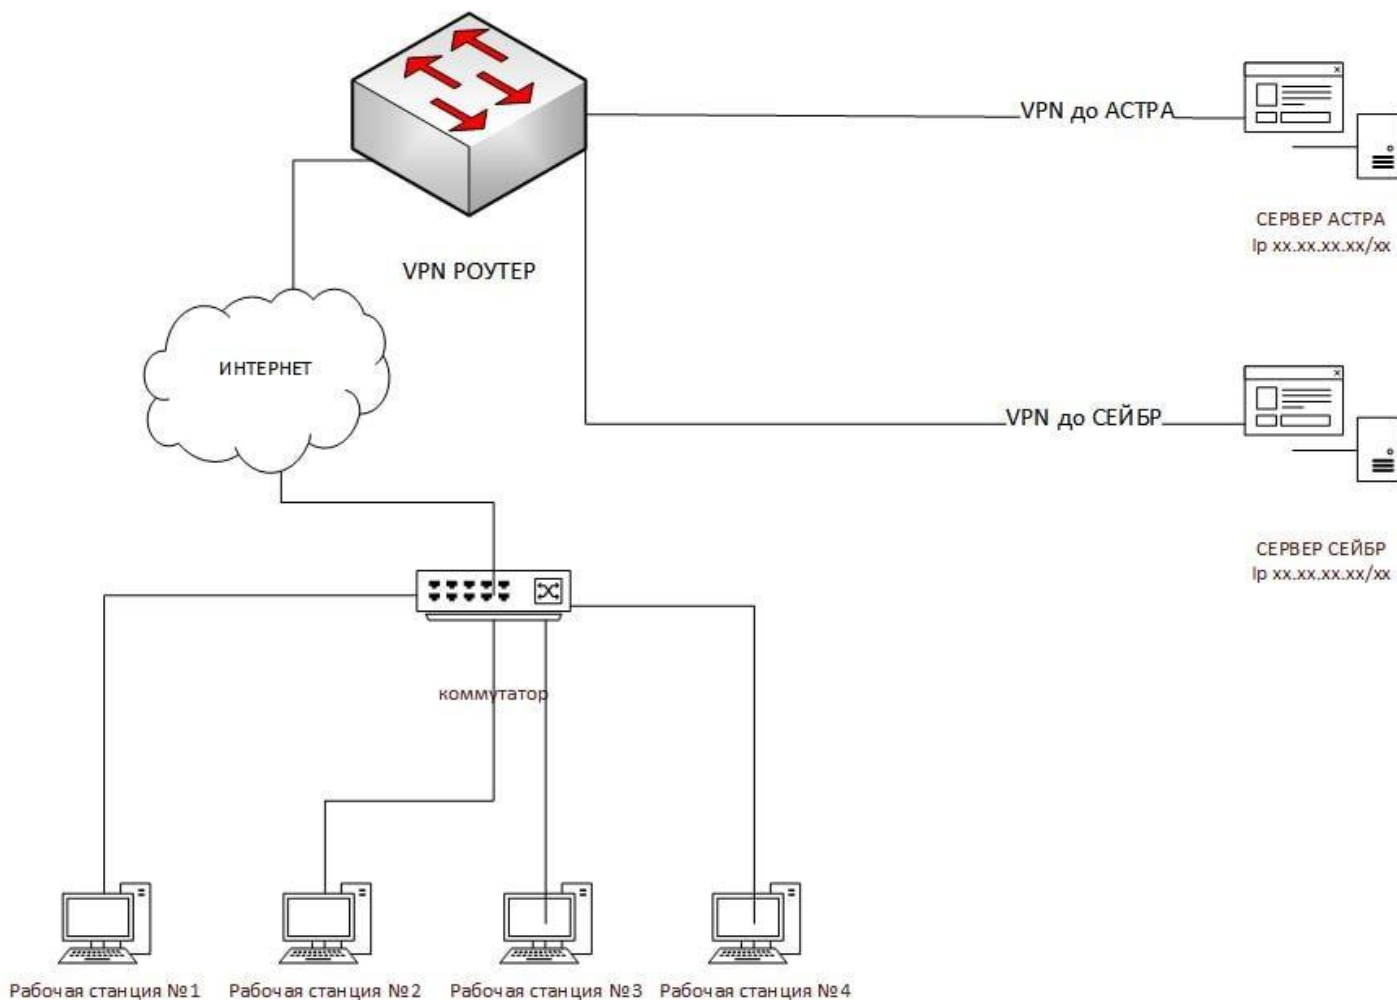 VPN до АСТРА
СЕРВЕР АСТРА
Ip xx.xx.xx.xx/xx
VPN РОУТЕР
ИНТЕРНЕТ
VPN до СЕЙБР
СЕРВЕР СЕЙБР
Ip xx.xx.xx.xx/xx
коммутатор
Рабочая станция №1
Рабочая станция №2
Рабочая станция №3
Рабочая станция №4